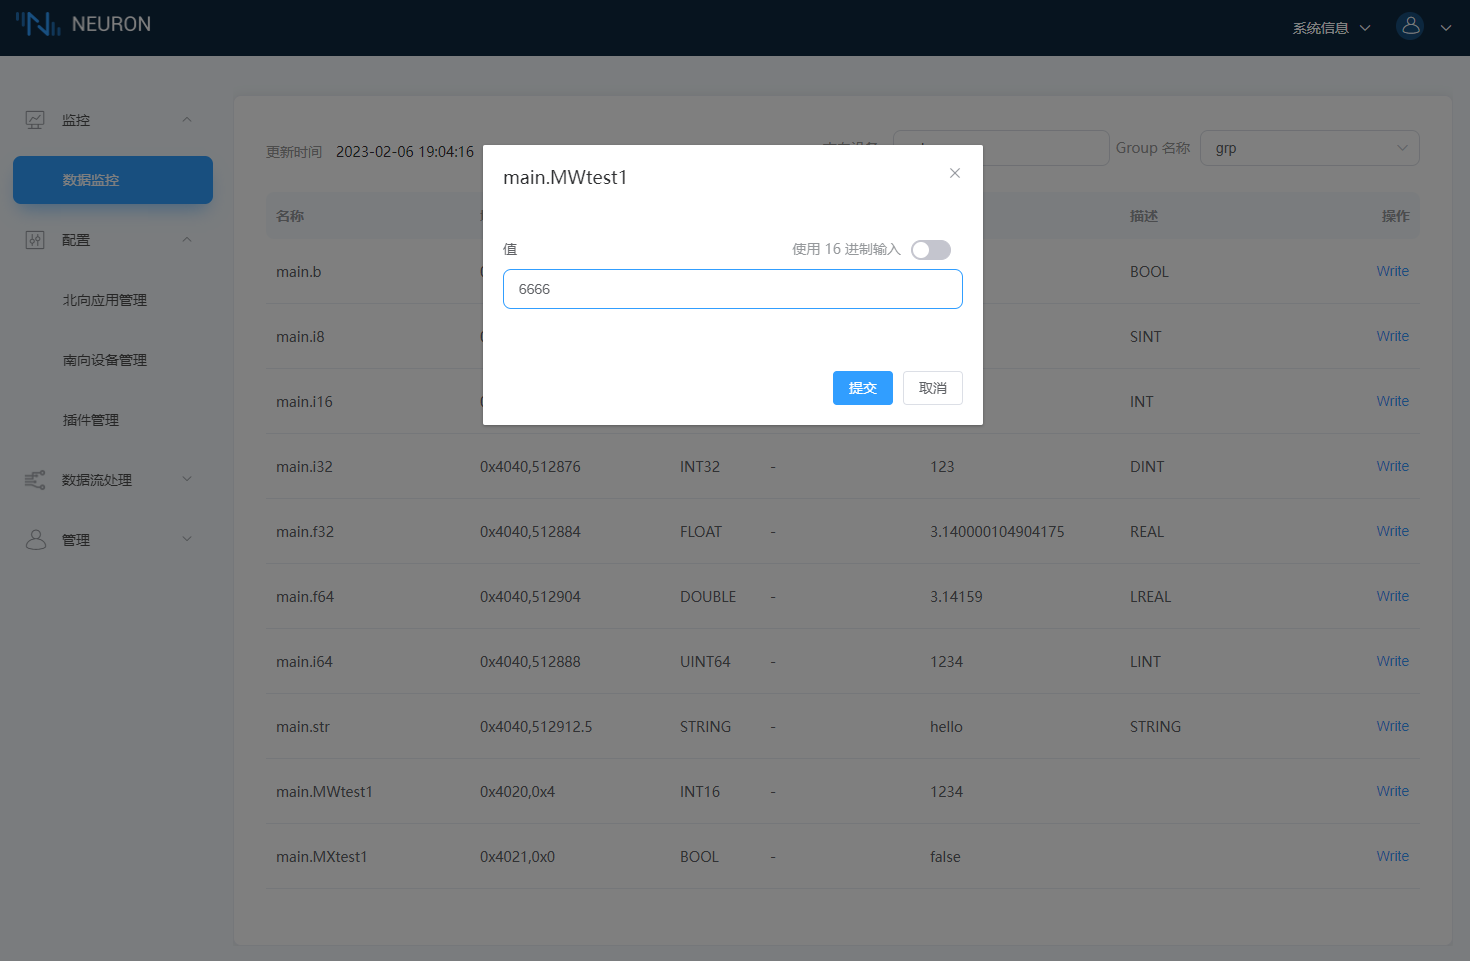 NEURON
系统信息
监控
数据监控
配置
北向应用管理
南向设备管理
插件管理
数据流处理
管理
更新时间 2023-02-06 19:04:16
Group 名称 grp
名称 描述 操作
main.b BOOL Write
main.i8 SINT Write
main.i16 INT Write
main.i32 0x4040,512876 INT32 - 123 DINT Write
main.f32 0x4040,512884 FLOAT - 3.140000104904175 REAL Write
main.f64 0x4040,512904 DOUBLE - 3.14159 LREAL Write
main.i64 0x4040,512888 UINT64 - 1234 LINT Write
main.str 0x4040,512912.5 STRING - hello STRING Write
main.MWtest1 0x4020,0x4 INT16 - 1234 Write
main.MXtest1 0x4021,0x0 BOOL - false Write
main.MWtest1
值 使用 16 进制输入
6666
提交 取消